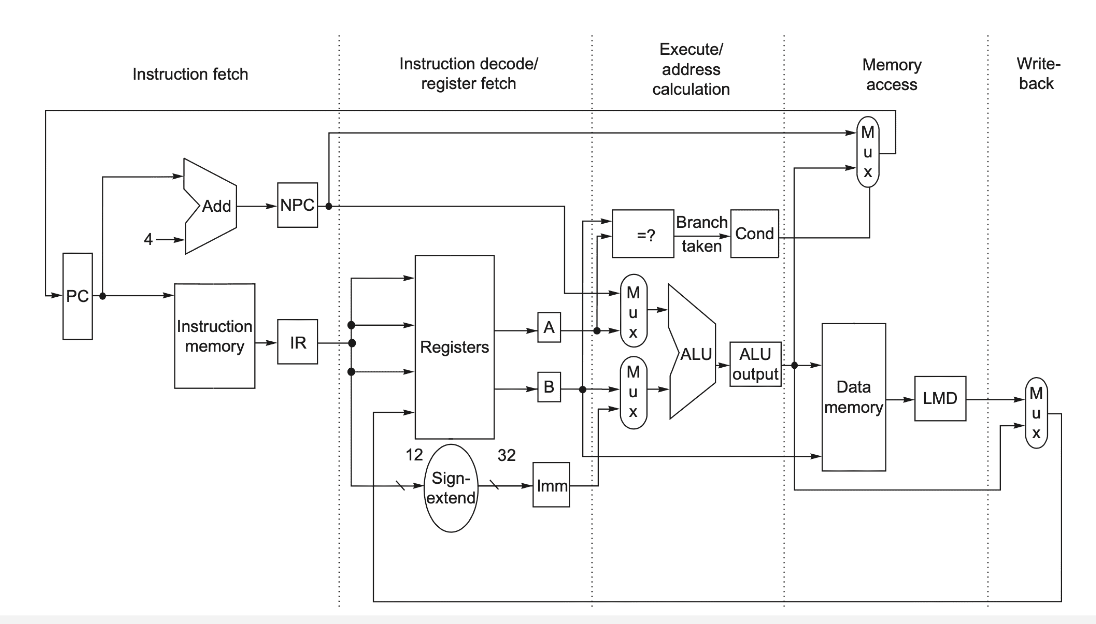 Instruction fetch
Instruction decode/
register fetch
Execute/
address
calculation
Memory
access
Write-
back
M
u
x
Add
NPC
4
=?
Branch
taken
Cond
PC
Instruction
memory
IR
Registers
A
B
M
u
x
M
u
x
ALU
ALU
output
Data
memory
LMD
M
u
x
12
32
Sign-
extend
Imm